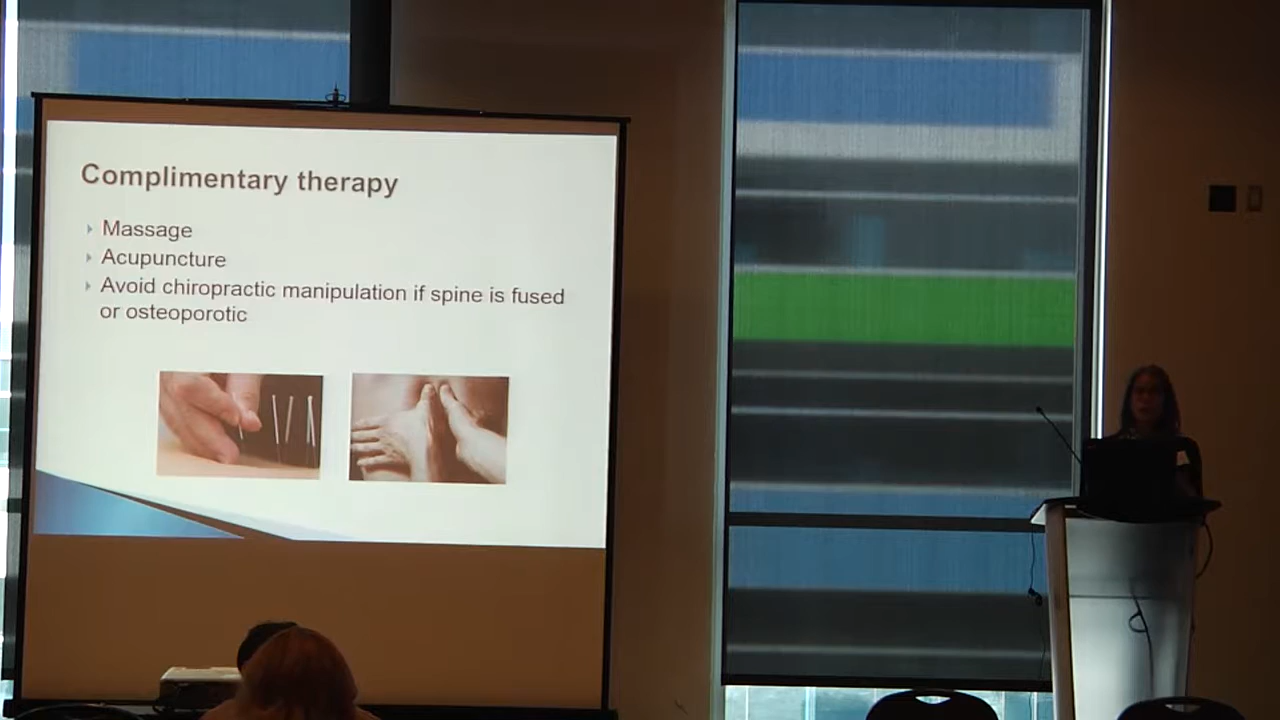 Complimentary therapy
Massage
Acupuncture
Avoid chiropractic manipulation if spine is fused
or osteoporotic